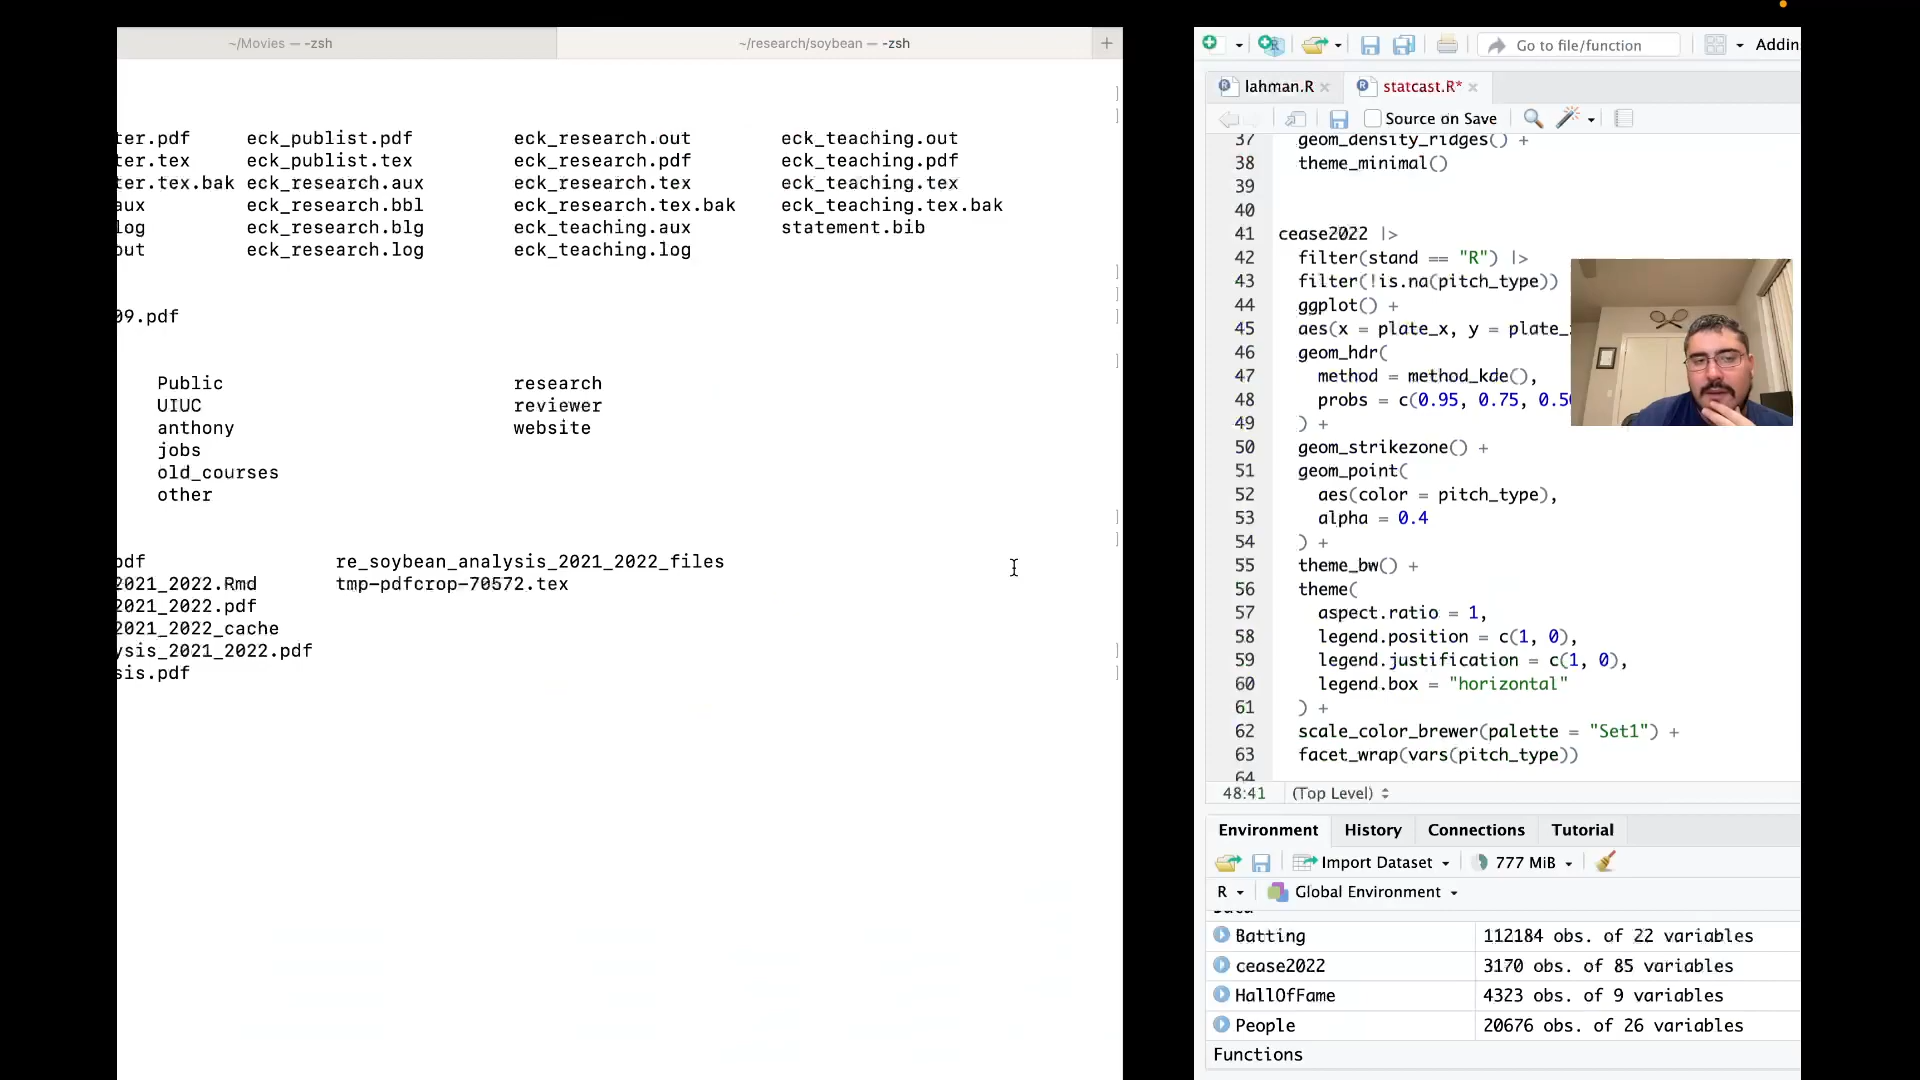 ~/Movies — -zsh
~/research/soybean — -zsh
+
ter.pdf eck_publist.pdf eck_research.out eck_teaching.out
ter.tex eck_publist.tex eck_research.pdf eck_teaching.pdf
ter.tex.bak eck_research.aux eck_research.tex eck_teaching.tex
aux eck_research.bbl eck_research.tex.bak eck_teaching.tex.bak
log eck_research.blg eck_teaching.aux statement.bib
out eck_research.log eck_teaching.log
09.pdf
Public research
UIUC reviewer
anthony website
jobs
old_courses
other
pdf re_soybean_analysis_2021_2022_files
2021_2022.Rmd tmp-pdfcrop-70572.tex
2021_2022.pdf
2021_2022_cache
ysis_2021_2022.pdf
sis.pdf
Go to file/function
Addin
lahman.R
statcast.R*
Source on Save
37 geom_density_ridges() +
38 theme_minimal()
39
40
41 cease2022 |>
42 filter(stand == "R") |>
43 filter(!is.na(pitch_type))
44 ggplot() +
45 aes(x = plate_x, y = plate_
46 geom_hdr(
47 method = method_kde(),
48 probs = c(0.95, 0.75, 0.5
49 ) +
50 geom_strikezone() +
51 geom_point(
52 aes(color = pitch_type),
53 alpha = 0.4
54 ) +
55 theme_bw() +
56 theme(
57 aspect.ratio = 1,
58 legend.position = c(1, 0),
59 legend.justification = c(1, 0),
60 legend.box = "horizontal"
61 ) +
62 scale_color_brewer(palette = "Set1") +
63 facet_wrap(vars(pitch_type))
64
48:41 (Top Level)
Environment History Connections Tutorial
Import Dataset 777 MiB
R Global Environment
Data
Batting 112184 obs. of 22 variables
cease2022 3170 obs. of 85 variables
HallOfFame 4323 obs. of 9 variables
People 20676 obs. of 26 variables
Functions